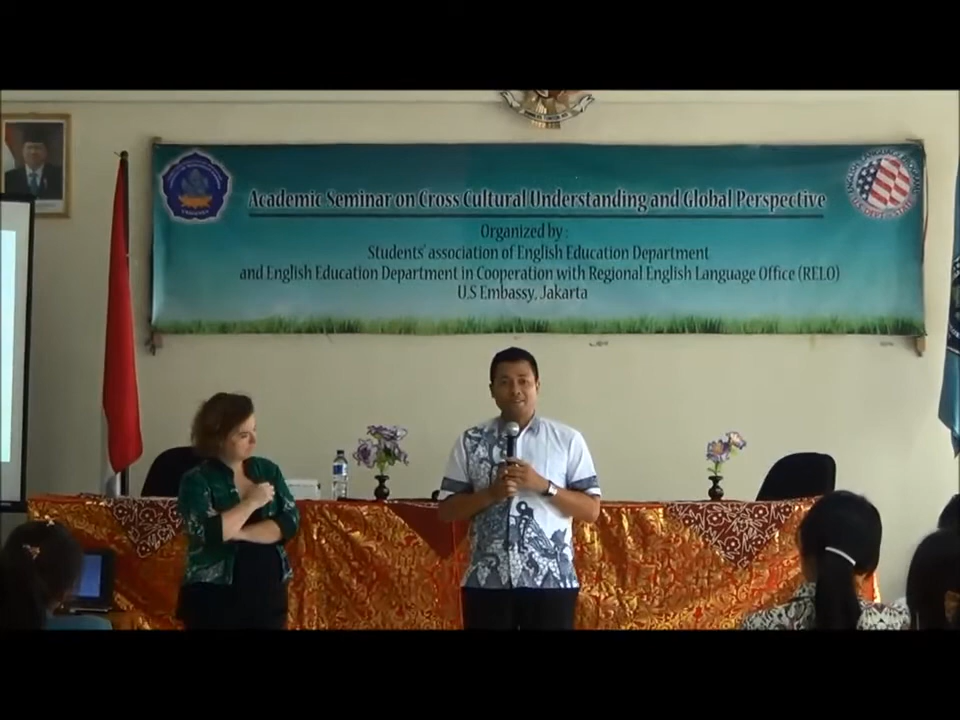 Academic Seminar on Cross Cultural Understanding and Global Perspective
Organized by :
Students' association of English Education Department
and English Education Department in Cooperation with Regional English Language Office (RELO)
U.S Embassy, Jakarta